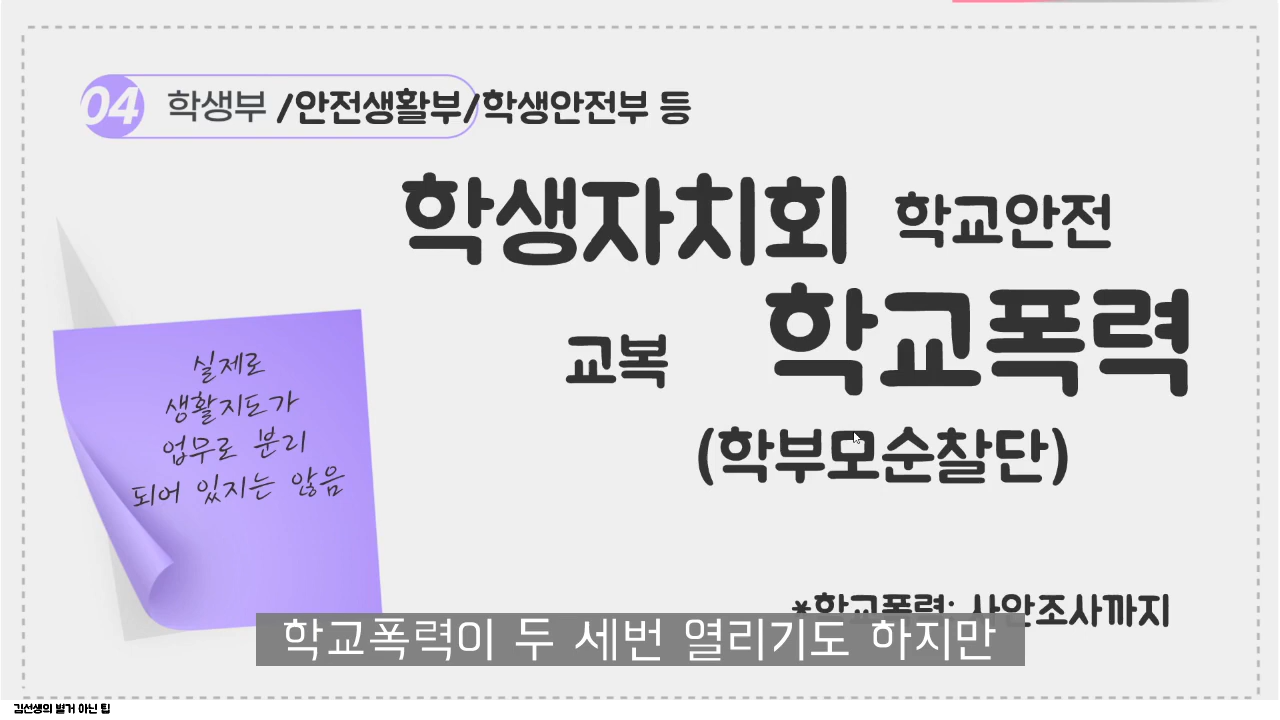 04 학생부 /안전생활부/학생안전부 등
학생자치회 학교안전
교복 학교폭력
(학부모순찰단)
실제로
생활지도가
업무로 분리
되어 있지는 않음
*학교폭력: 사안조사까지
학교폭력이 두 세번 열리기도 하지만
김선생의 별거 아닌 팁